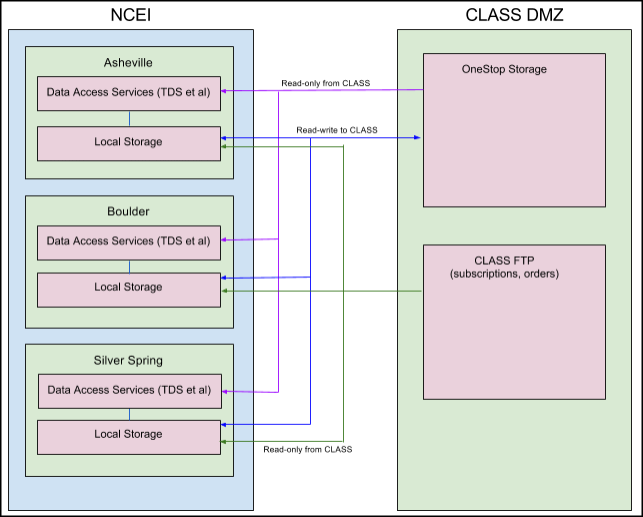 NCEI
CLASS DMZ
Asheville
Data Access Services (TDS et al)
Local Storage
Boulder
Data Access Services (TDS et al)
Local Storage
Silver Spring
Data Access Services (TDS et al)
Local Storage
Read-only from CLASS
Read-write to CLASS
Read-only from CLASS
OneStop Storage
CLASS FTP
(subscriptions, orders)